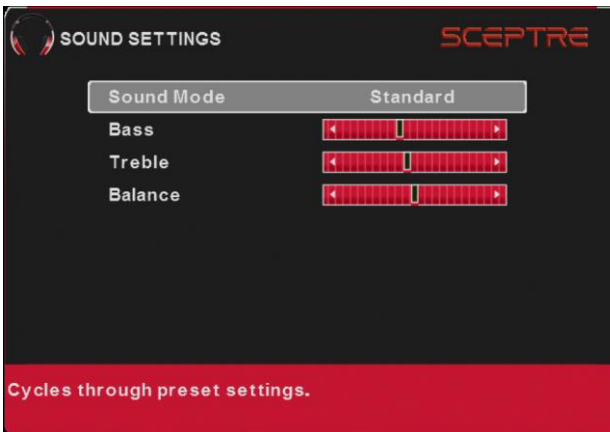 SOUND SETTINGS
SCEPTRE
Sound Mode Standard
Bass
Treble
Balance
Cycles through preset settings.